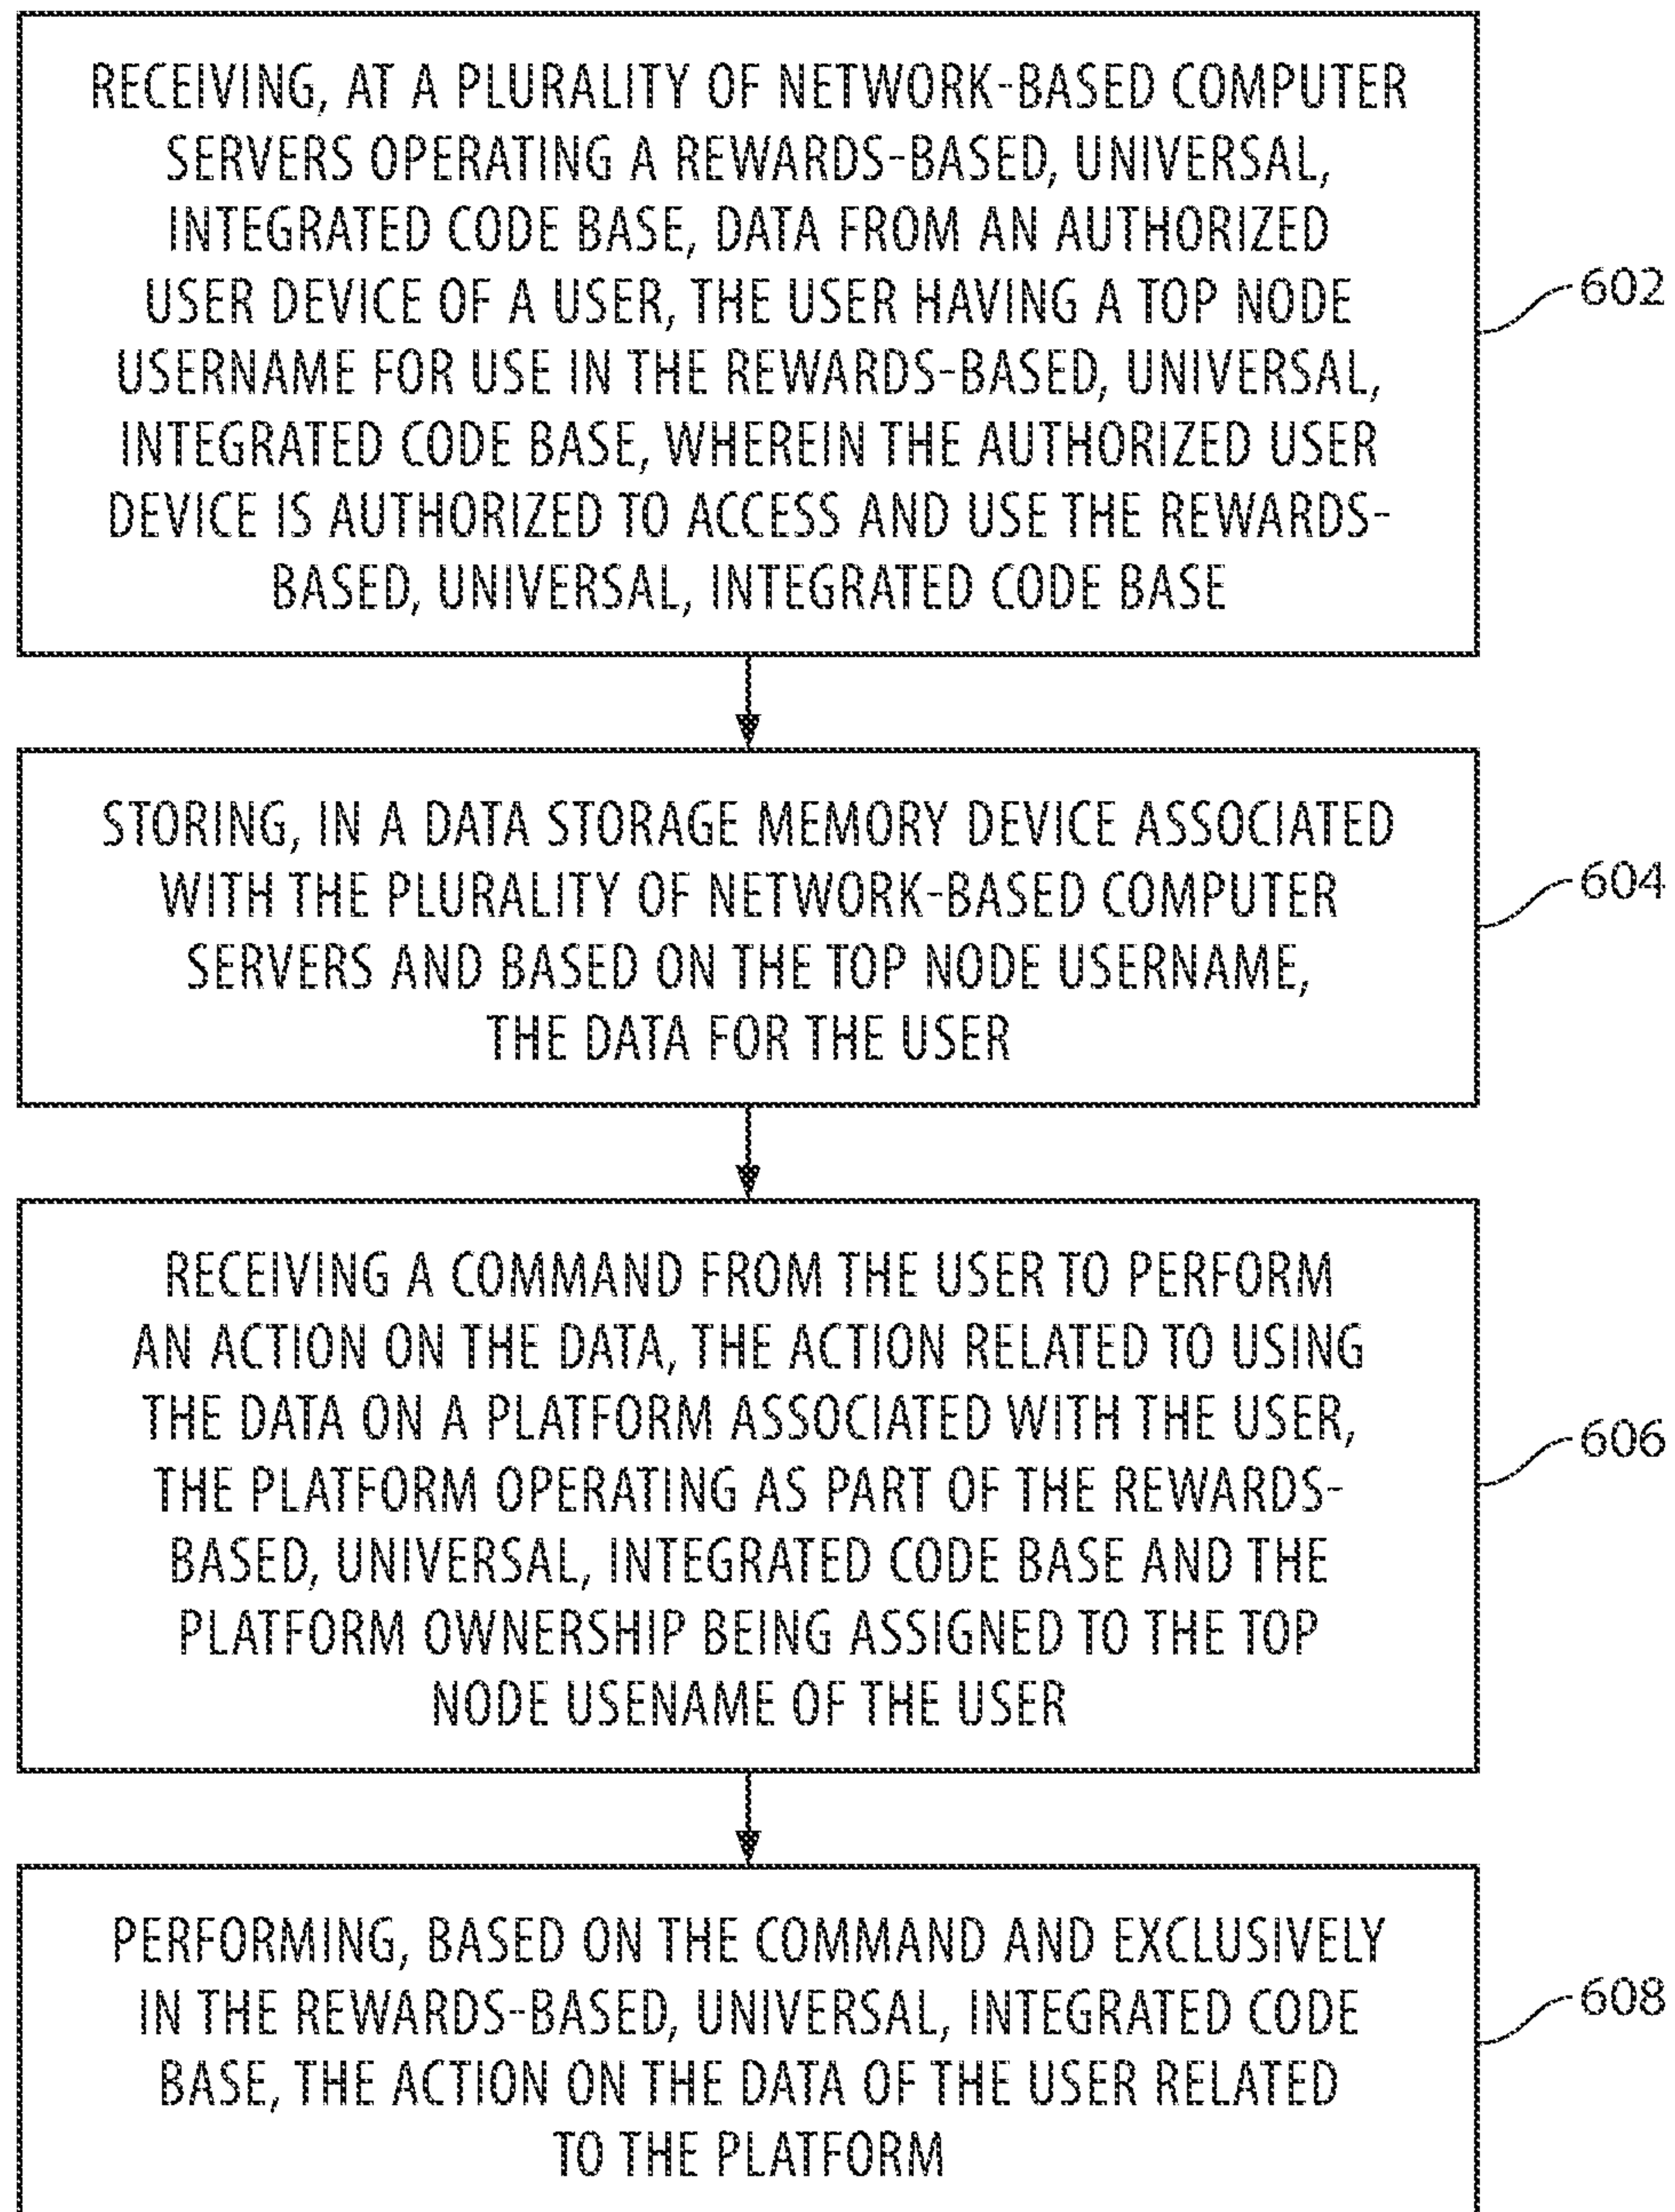 RECEIVING, AT A PLURALITY OF NETWORK-BASED COMPUTER
SERVERS OPERATING A REWARDS-BASED, UNIVERSAL,
INTEGRATED CODE BASE, DATA FROM AN AUTHORIZED
USER DEVICE OF A USER, THE USER HAVING A TOP NODE
USERNAME FOR USE IN THE REWARDS-BASED, UNIVERSAL,
INTEGRATED CODE BASE, WHEREIN THE AUTHORIZED USER
DEVICE IS AUTHORIZED TO ACCESS AND USE THE REWARDS-
BASED, UNIVERSAL, INTEGRATED CODE BASE
602
STORING, IN A DATA STORAGE MEMORY DEVICE ASSOCIATED
WITH THE PLURALITY OF NETWORK-BASED COMPUTER
SERVERS AND BASED ON THE TOP NODE USERNAME,
THE DATA FOR THE USER
604
RECEIVING A COMMAND FROM THE USER TO PERFORM
AN ACTION ON THE DATA, THE ACTION RELATED TO USING
THE DATA ON A PLATFORM ASSOCIATED WITH THE USER,
THE PLATFORM OPERATING AS PART OF THE REWARDS-
BASED, UNIVERSAL, INTEGRATED CODE BASE AND THE
PLATFORM OWNERSHIP BEING ASSIGNED TO THE TOP
NODE USENAME OF THE USER
606
PERFORMING, BASED ON THE COMMAND AND EXCLUSIVELY
IN THE REWARDS-BASED, UNIVERSAL, INTEGRATED CODE
BASE, THE ACTION ON THE DATA OF THE USER RELATED
TO THE PLATFORM
608